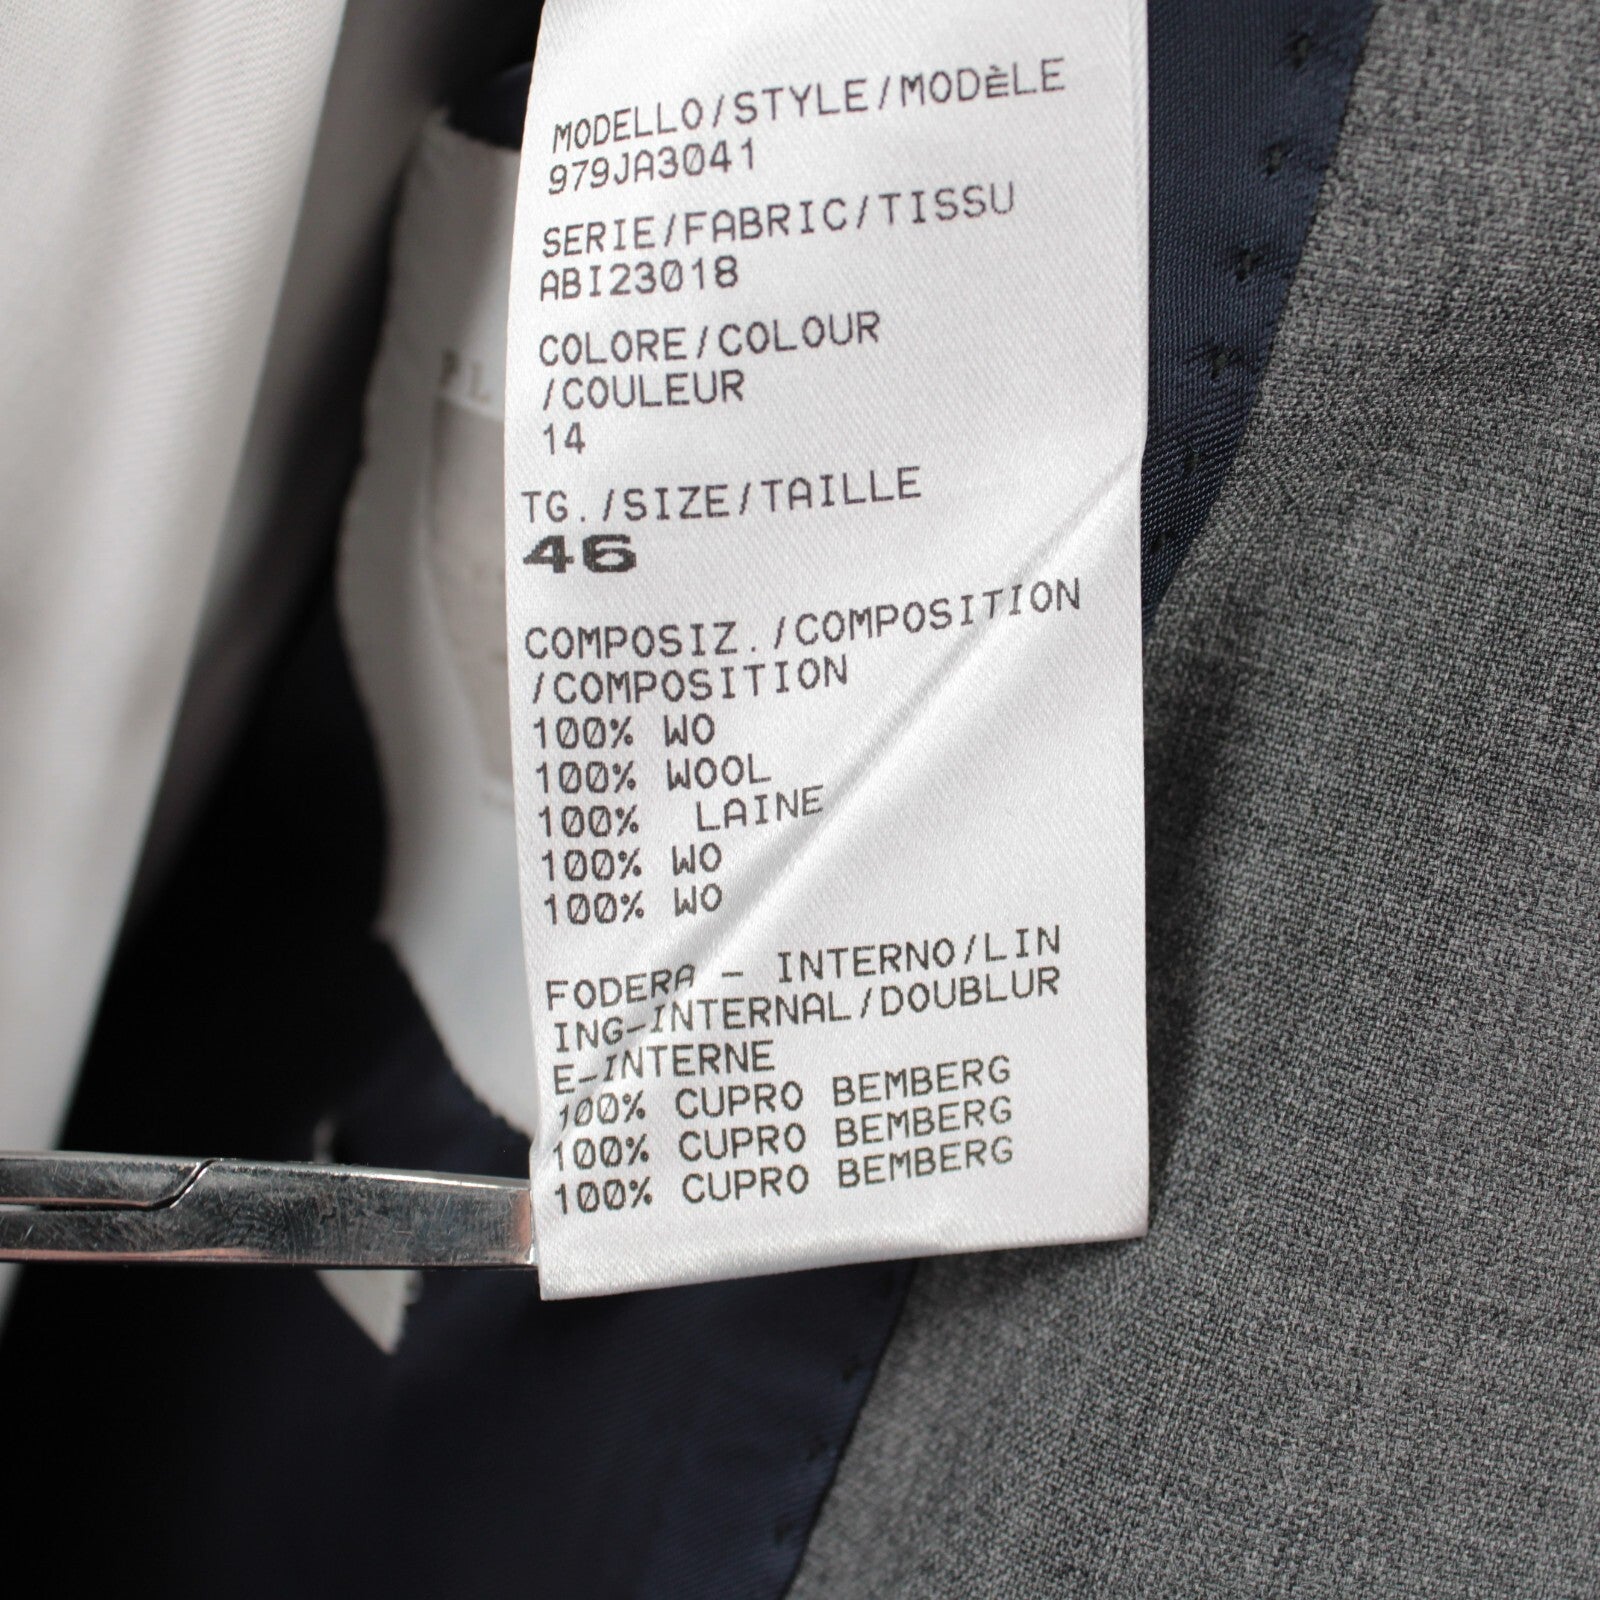 MODELLO/STYLE/MODÈLE
979JA3041
SERIE/FABRIC/TISSU
ABI23018
COLORE/COLOUR
/COULEUR
14
TG./SIZE/TAILLE
46
COMPOSIZ./COMPOSITION
/COMPOSITION
100% WO
100% WOOL
100% LAINE
100% WO
100% WO
FODERA - INTERNO/LIN
ING-INTERNAL/DOUBLUR
E-INTERNE
100% CUPRO BEMBERG
100% CUPRO BEMBERG
100% CUPRO BEMBERG